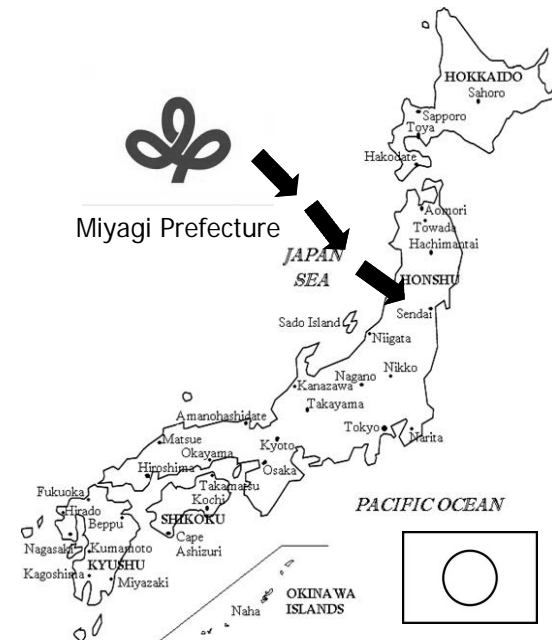 HOKKAIDO
Sahoro
Sapporo
Toya
Hakodate
Aomori
Towada
Hachimantai
Miyagi Prefecture
JAPAN
SEA
HONSHU
Sendai
Sado Island
Niigata
Nikko
Nagano
Kanazawa
Takayama
Amanohashidate
Tokyo
Narita
Matsue
Kyoto
Okayama
Osaka
Hiroshima
Takamatsu
Fukuoka
Kochi
PACIFIC OCEAN
Hirado
Beppu
SHIKOKU
Cape
Ashizuri
Nagasaki
Kumamoto
KYUSHU
Kagoshima
Miyazaki
OKINAWA
ISLANDS
Naha